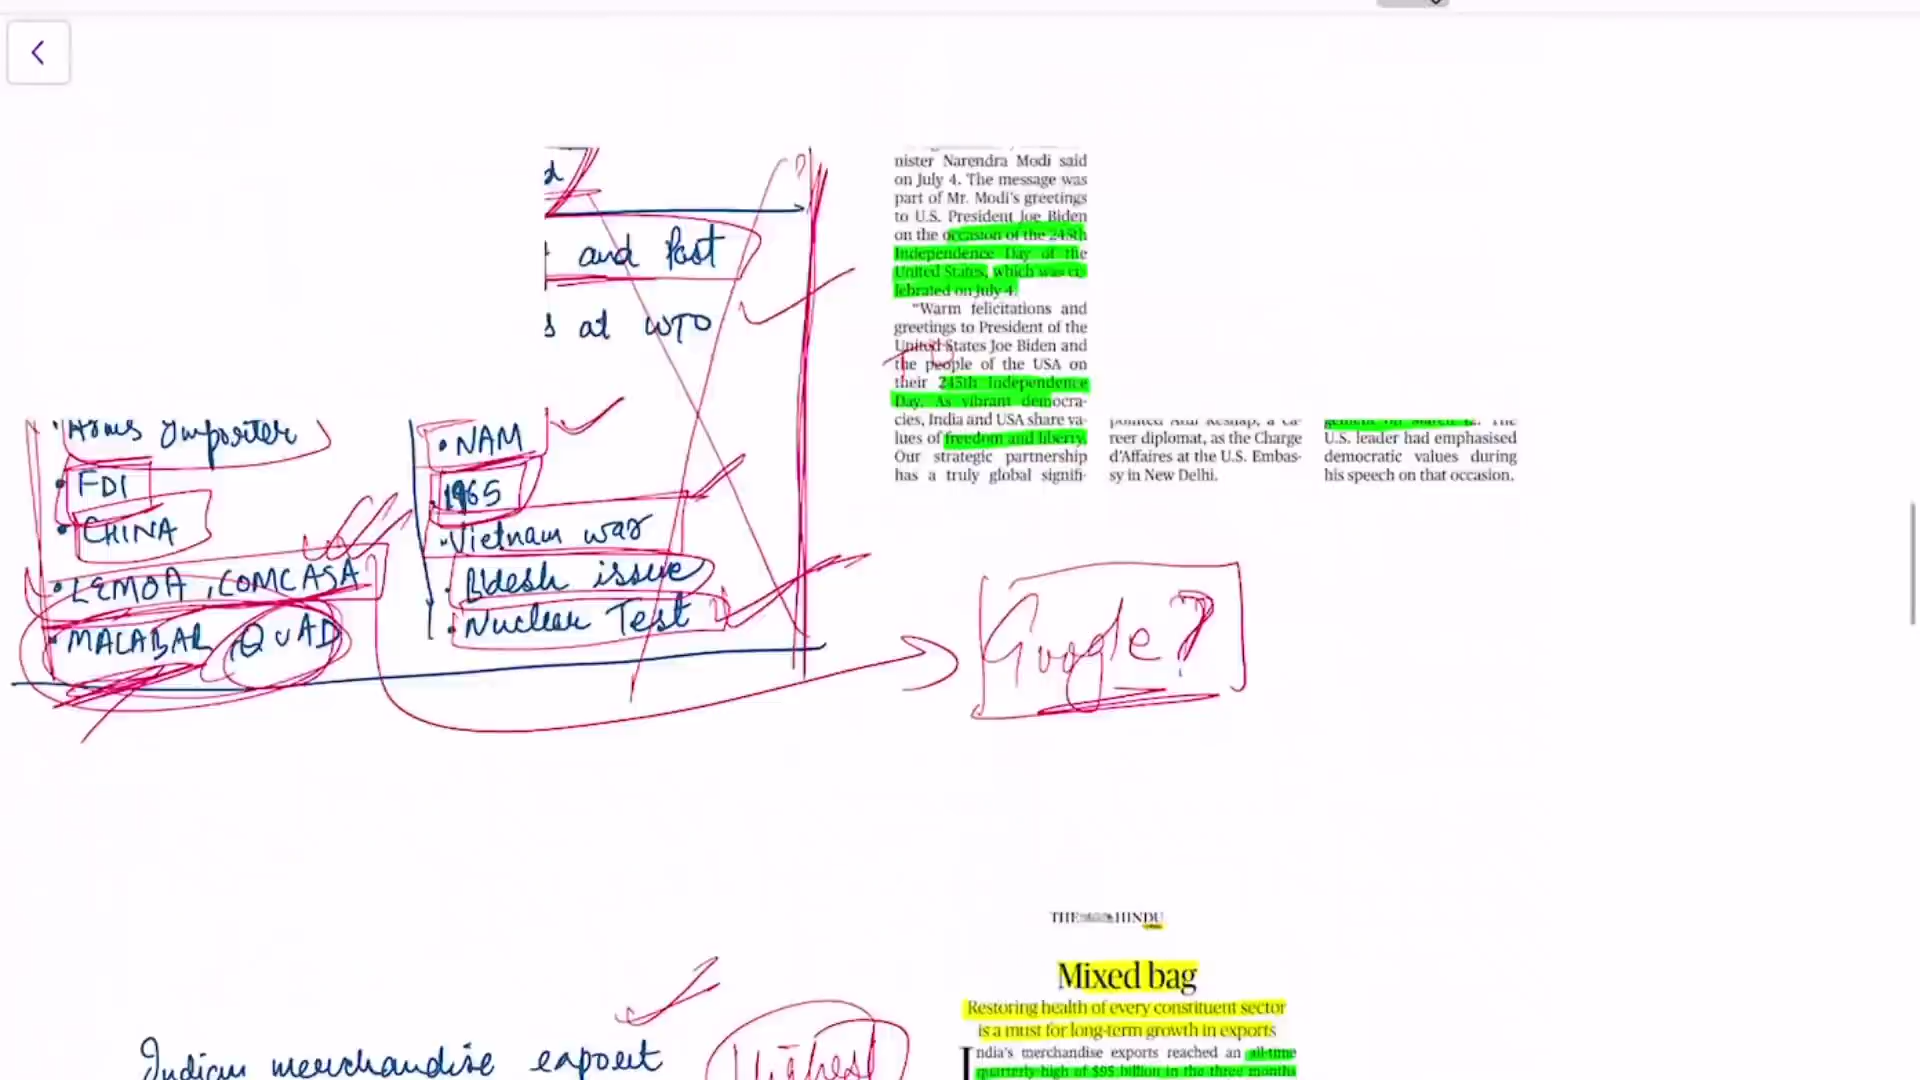 and Past
at WTO
Arms Importer
FDI
CHINA
LEMOA, COMCASA
MALABAR, QUAD
NAM
1965
Vietnam war
B'desh issue
Nuclear Test
nister Narendra Modi said
on July 4. The message was
part of Mr. Modi's greetings
to U.S. President Joe Biden
on the occasion of the 245th
Independence Day of the
United States, which was ce-
lebrated on July 4.
"Warm felicitations and
greetings to President of the
United States Joe Biden and
the people of the USA on
their 245th Independence
Day. As vibrant democra-
cies, India and USA share va-
lues of freedom and liberty.
Our strategic partnership
has a truly global signifi-
reer diplomat, as the Charge
d'Affaires at the U.S. Embas-
sy in New Delhi.
gement on March 12. The
U.S. leader had emphasised
democratic values during
his speech on that occasion.
Google?
THE HINDU
Mixed bag
Restoring health of every constituent sector
is a must for long-term growth in exports
India's merchandise exports reached an all-time
quarterly high of $95 billion in the three months
Indian merchandise export
Highest